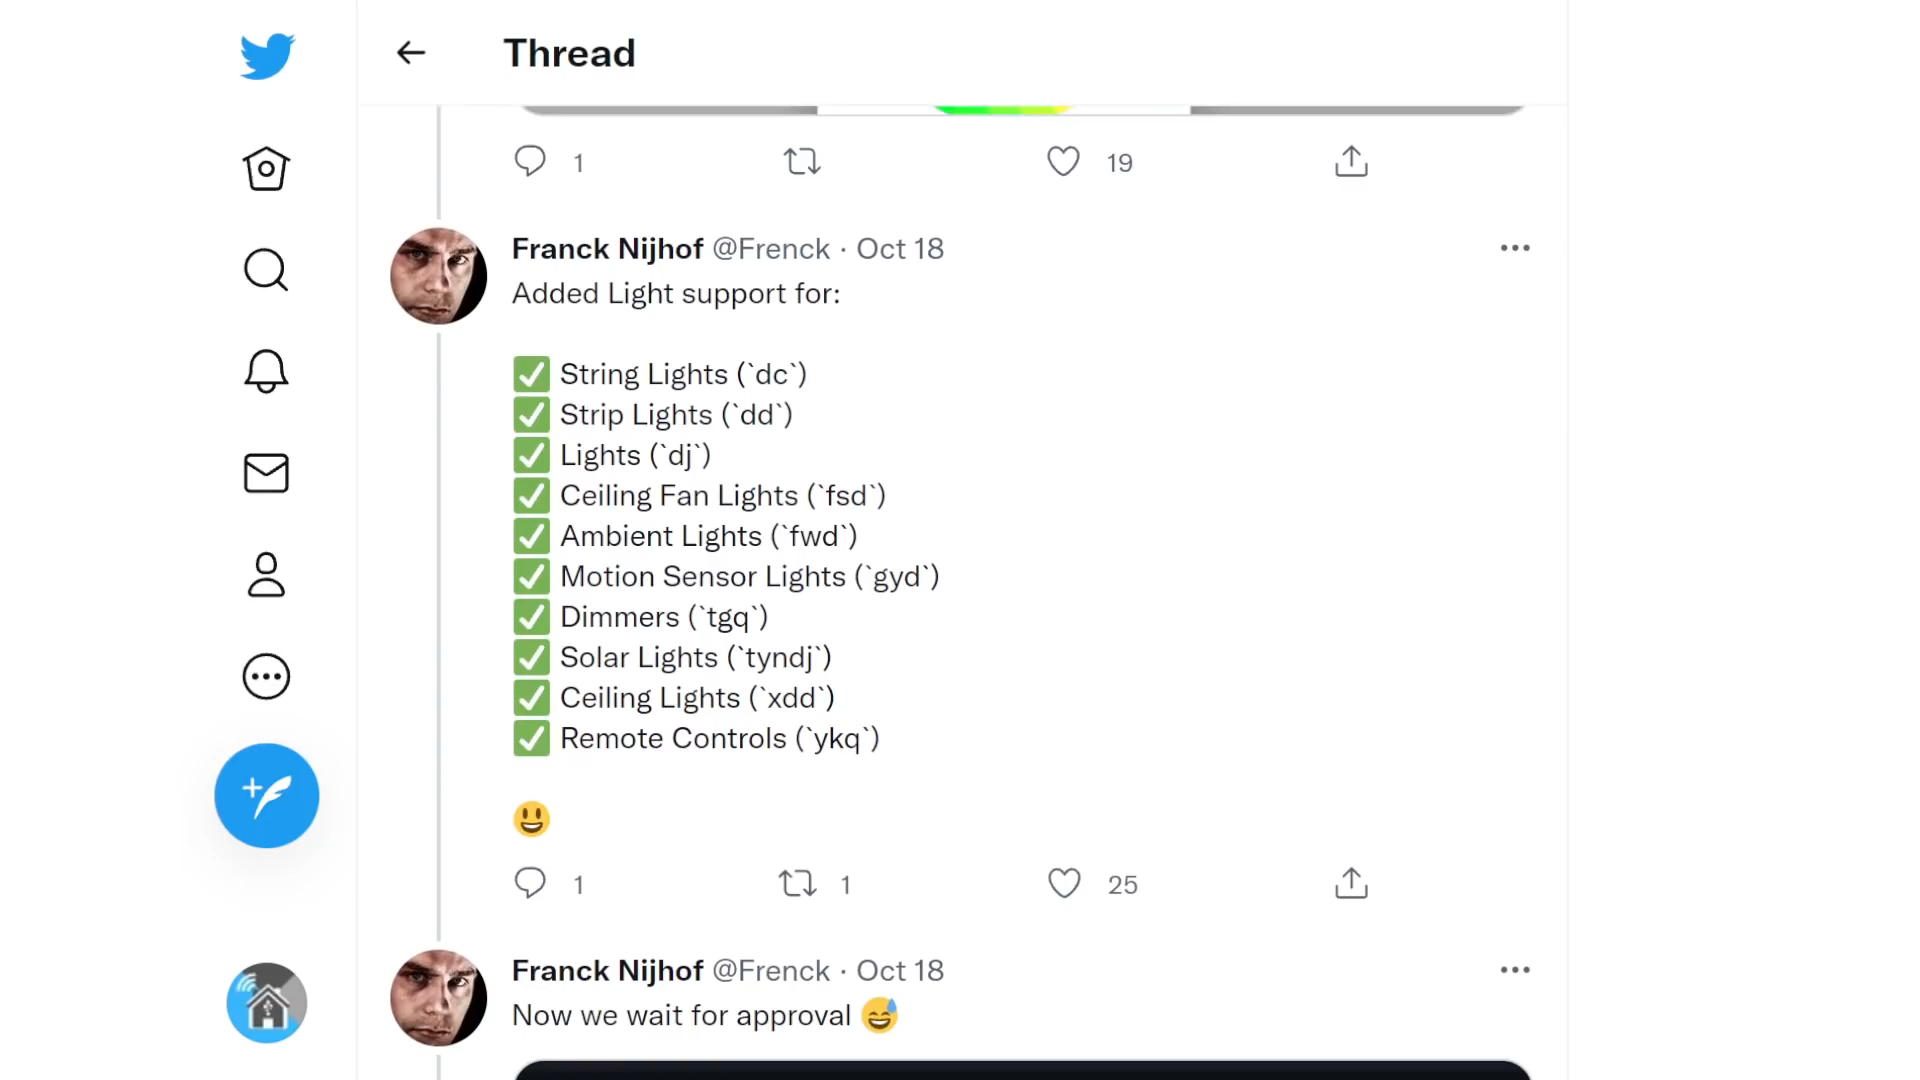 Thread
1 19
Franck Nijhof @Frenck · Oct 18
Added Light support for:
✅ String Lights (`dc`)
✅ Strip Lights (`dd`)
✅ Lights (`dj`)
✅ Ceiling Fan Lights (`fsd`)
✅ Ambient Lights (`fwd`)
✅ Motion Sensor Lights (`gyd`)
✅ Dimmers (`tgq`)
✅ Solar Lights (`tyndj`)
✅ Ceiling Lights (`xdd`)
✅ Remote Controls (`ykq`)
😃
1 1 25
Franck Nijhof @Frenck · Oct 18
Now we wait for approval 😅